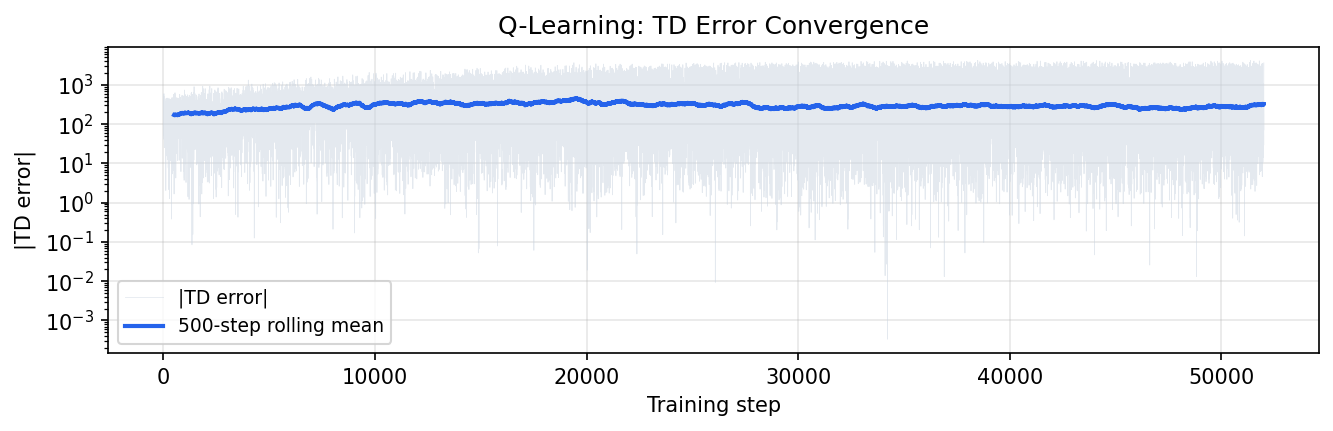 Q-Learning: TD Error Convergence
|TD error|
10³
10²
10¹
10⁰
10⁻¹
10⁻²
10⁻³
|TD error|
500-step rolling mean
0 10000 20000 30000 40000 50000
Training step